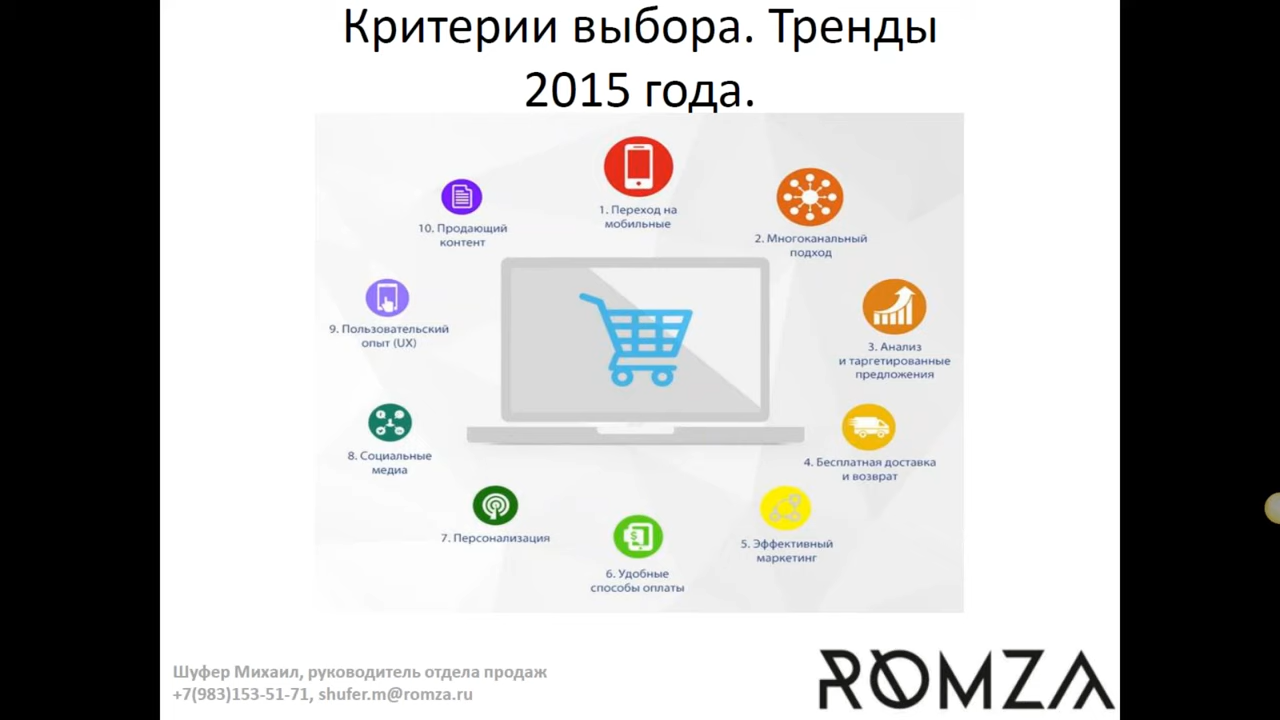 Критерии выбора. Тренды
2015 года.
1. Переход на
мобильные
2. Многоканальный
подход
3. Анализ
и таргетированные
предложения
4. Бесплатная доставка
и возврат
5. Эффективный
маркетинг
6. Удобные
способы оплаты
7. Персонализация
8. Социальные
медиа
9. Пользовательский
опыт (UX)
10. Продающий
контент
Шуфер Михаил, руководитель отдела продаж
+7(983)153-51-71, shufer.m@romza.ru
ROMZA